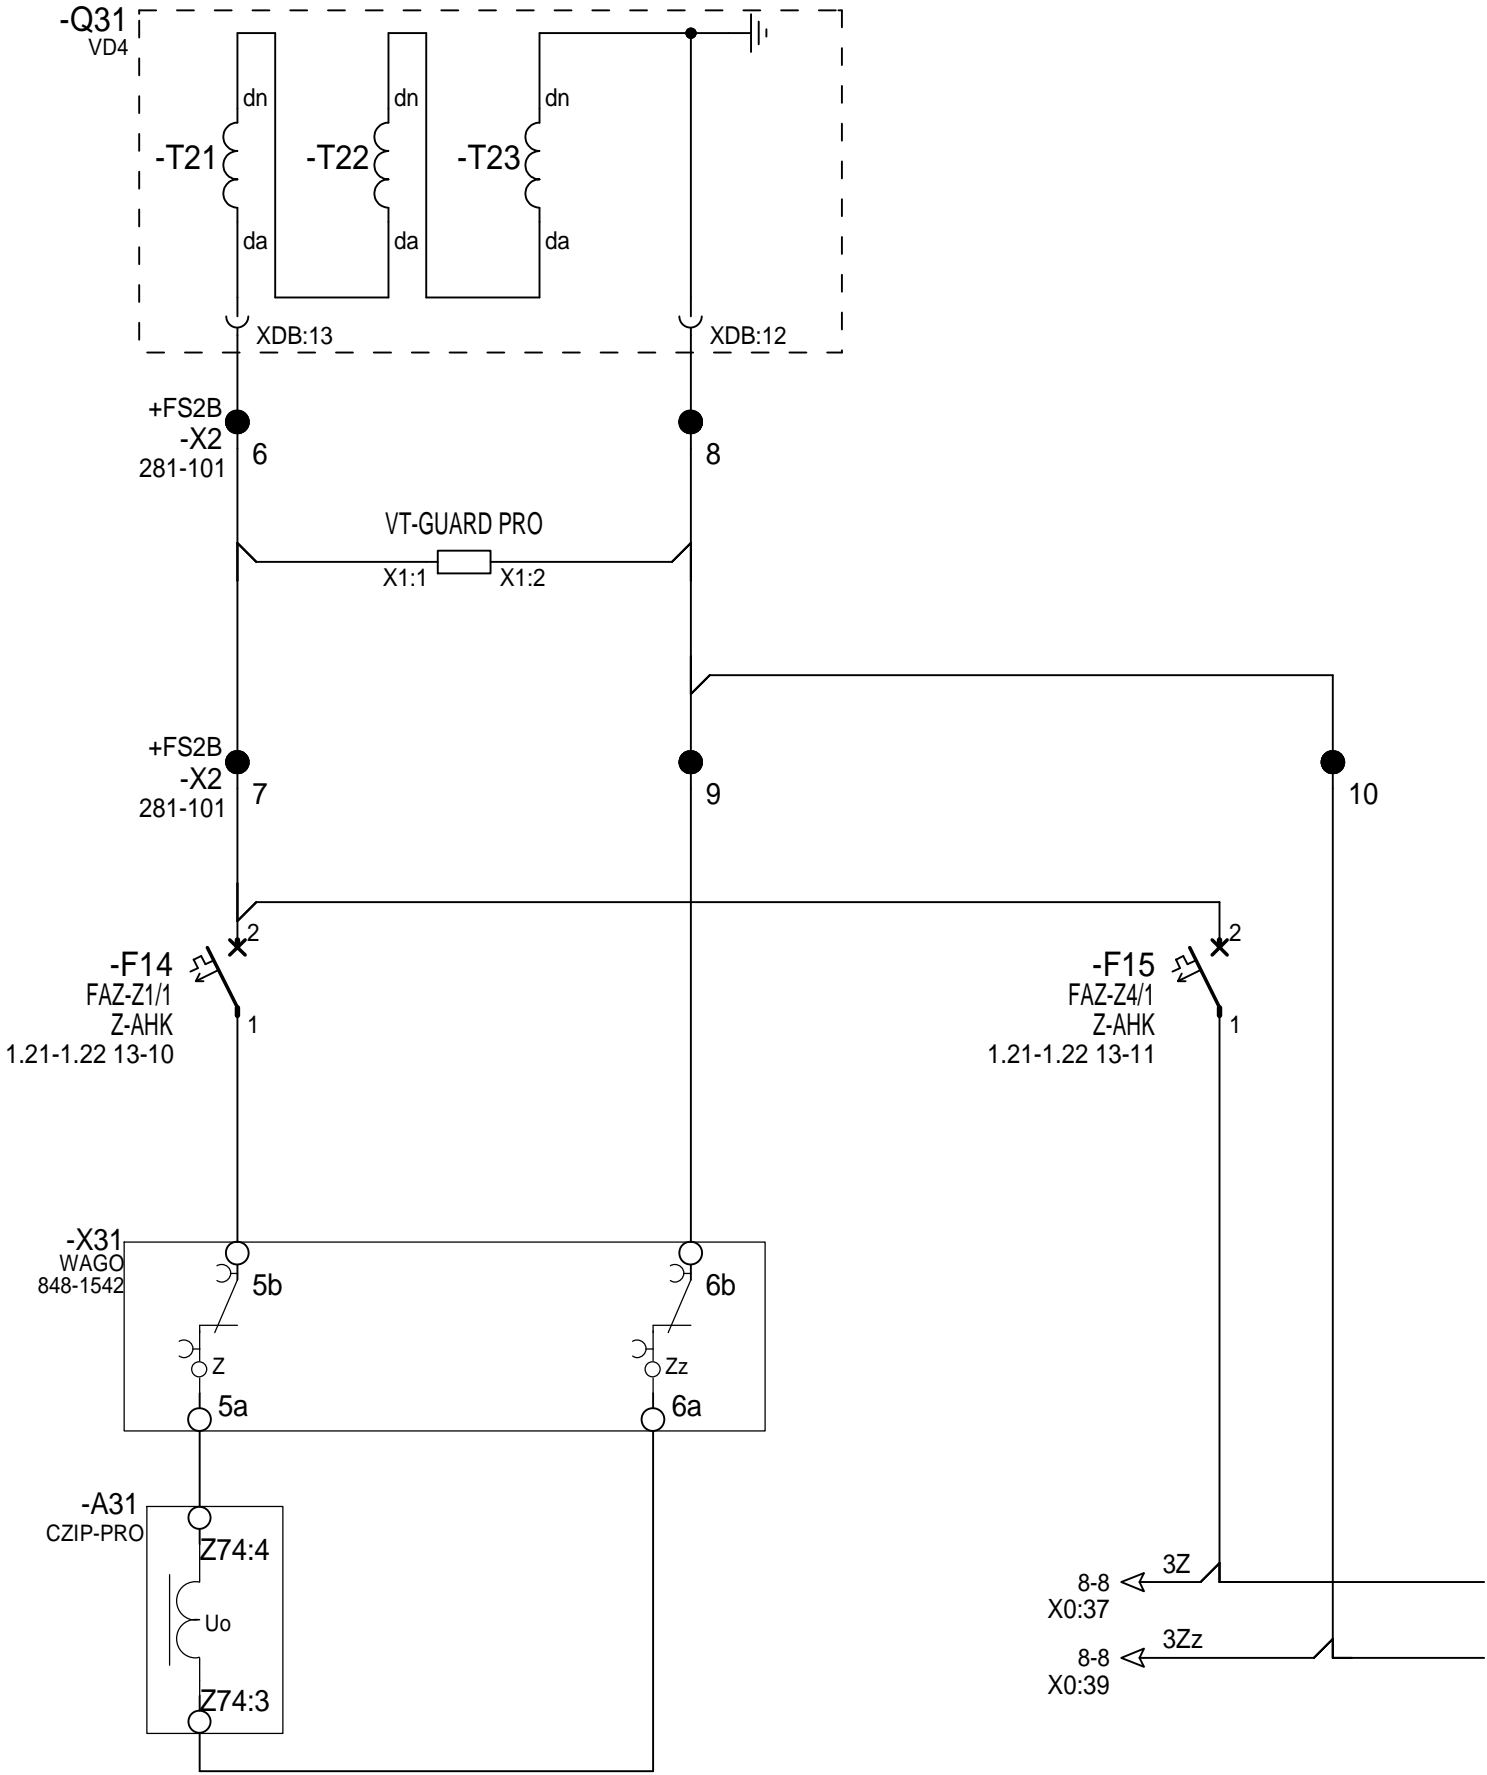 -Q31
VD4
dn
dn
dn
-T21
-T22
-T23
da
da
da
XDB:13
XDB:12
+FS2B
-X2
281-101
6
8
VT-GUARD PRO
X1:1
X1:2
+FS2B
-X2
281-101
7
9
10
2
-F14
FAZ-Z1/1
Z-AHK
1.21-1.22 13-10
1
2
-F15
FAZ-Z4/1
Z-AHK
1.21-1.22 13-11
1
-X31
WAGO
848-1542
5b
6b
Z
Zz
5a
6a
-A31
CZIP-PRO
Z74:4
Uo
Z74:3
3Z
8-8
X0:37
3Zz
8-8
X0:39